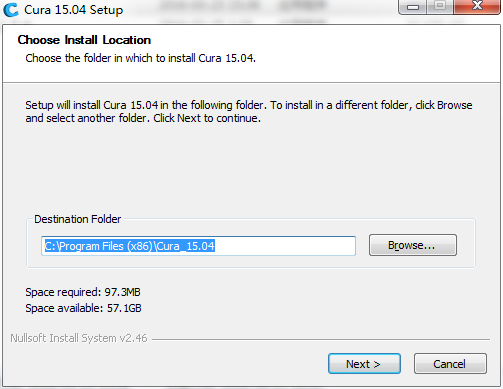 Cura 15.04 Setup
Choose Install Location
Choose the folder in which to install Cura 15.04.
Setup will install Cura 15.04 in the following folder. To install in a different folder, click Browse
and select another folder. Click Next to continue.
Destination Folder
C:\Program Files (x86)\Cura_15.04
Browse...
Space required: 97.3MB
Space available: 57.1GB
Nullsoft Install System v2.46
Next >
Cancel